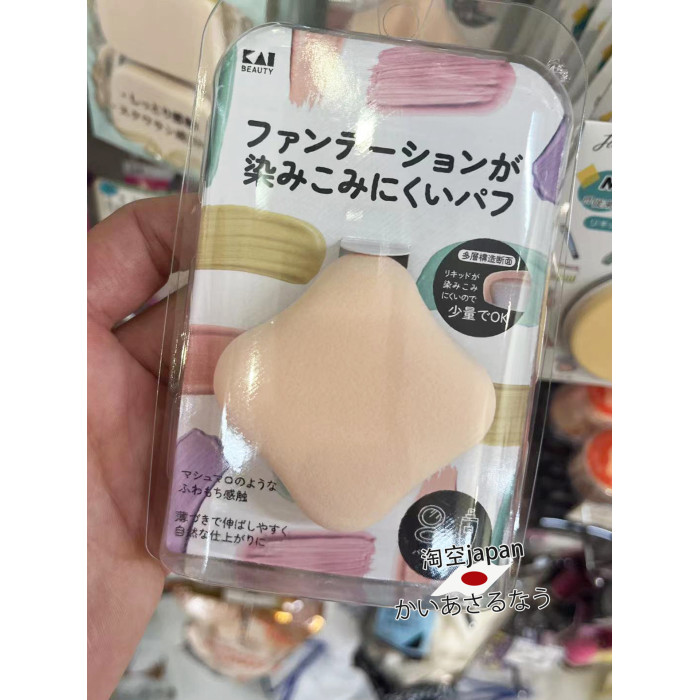 KAI
BEAUTY
ファンデーションが
染みこみにくいパフ
多層構造断面
リキッドが
染みこみ
にくいので
少量でOK
マシュマロのような
ふわもち感触
薄づきで伸ばしやすく
自然な仕上がりに
淘空japan
かいあさるなう